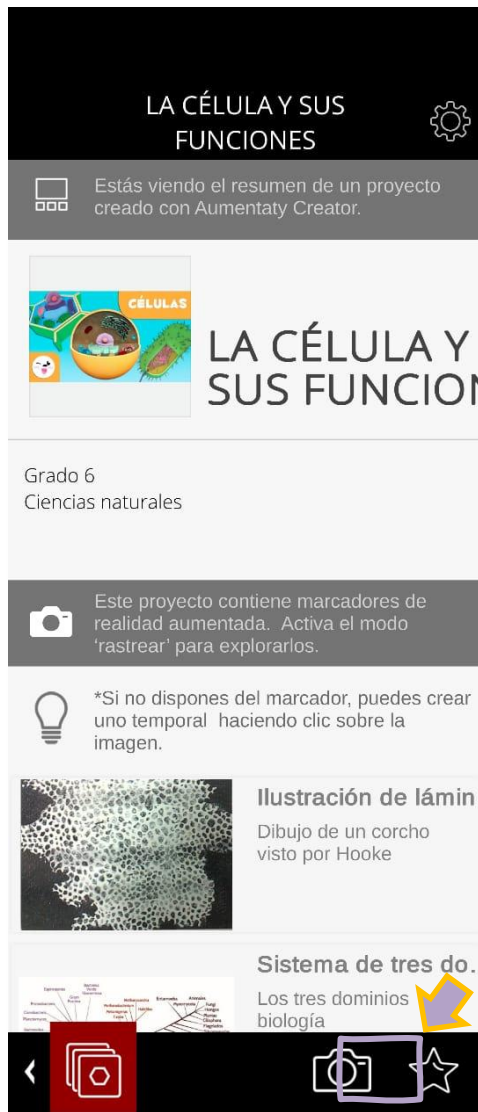 LA CÉLULA Y SUS
FUNCIONES
Estás viendo el resumen de un proyecto
creado con Aumentaty Creator.
CÉLULAS
LA CÉLULA Y
SUS FUNCION
Grado 6
Ciencias naturales
Este proyecto contiene marcadores de
realidad aumentada. Activa el modo
'rastrear' para explorarlos.
*Si no dispones del marcador, puedes crear
uno temporal haciendo clic sobre la
imagen.
Ilustración de lámin
Dibujo de un corcho
visto por Hooke
Sistema de tres do.
Los tres dominios
biología